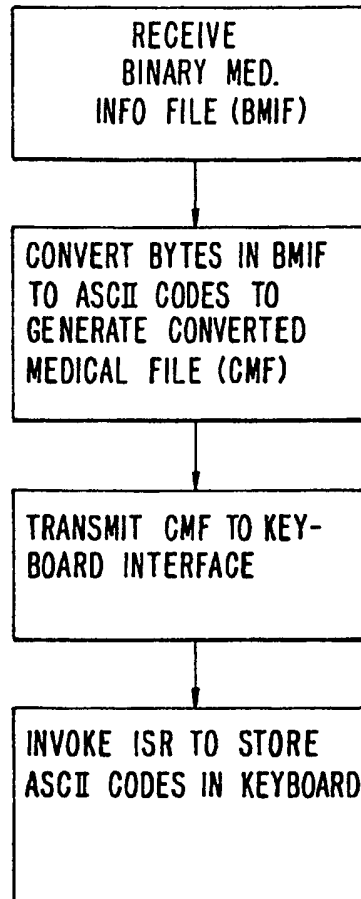 RECEIVE
BINARY MED.
INFO FILE (BMIF)
CONVERT BYTES IN BMIF
TO ASCII CODES TO
GENERATE CONVERTED
MEDICAL FILE (CMF)
TRANSMIT CMF TO KEY-
BOARD INTERFACE
INVOKE ISR TO STORE
ASCII CODES IN KEYBOARD